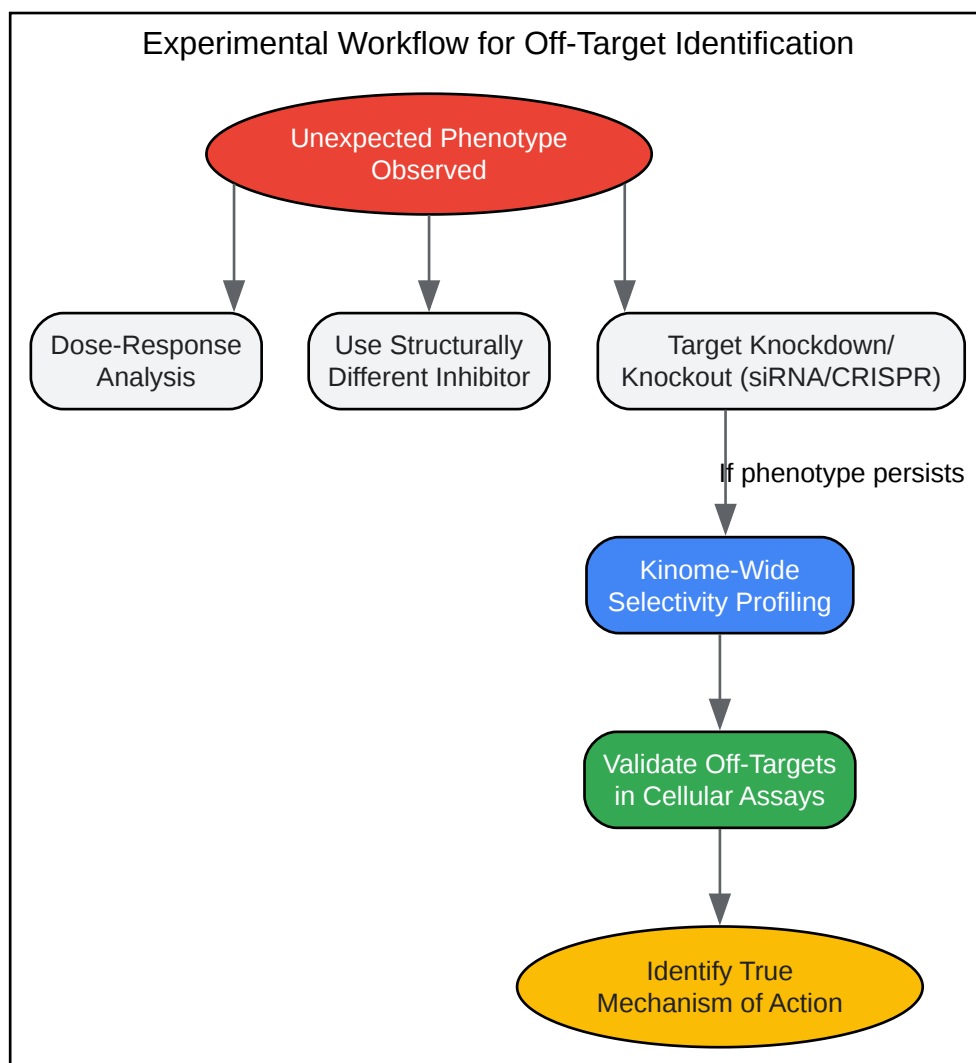 Experimental Workflow for Off-Target Identification
Unexpected Phenotype
Observed
Dose-Response
Analysis
Use Structurally
Different Inhibitor
Target Knockdown/
Knockout (siRNA/CRISPR)
If phenotype persists
Kinome-Wide
Selectivity Profiling
Validate Off-Targets
in Cellular Assays
Identify True
Mechanism of Action